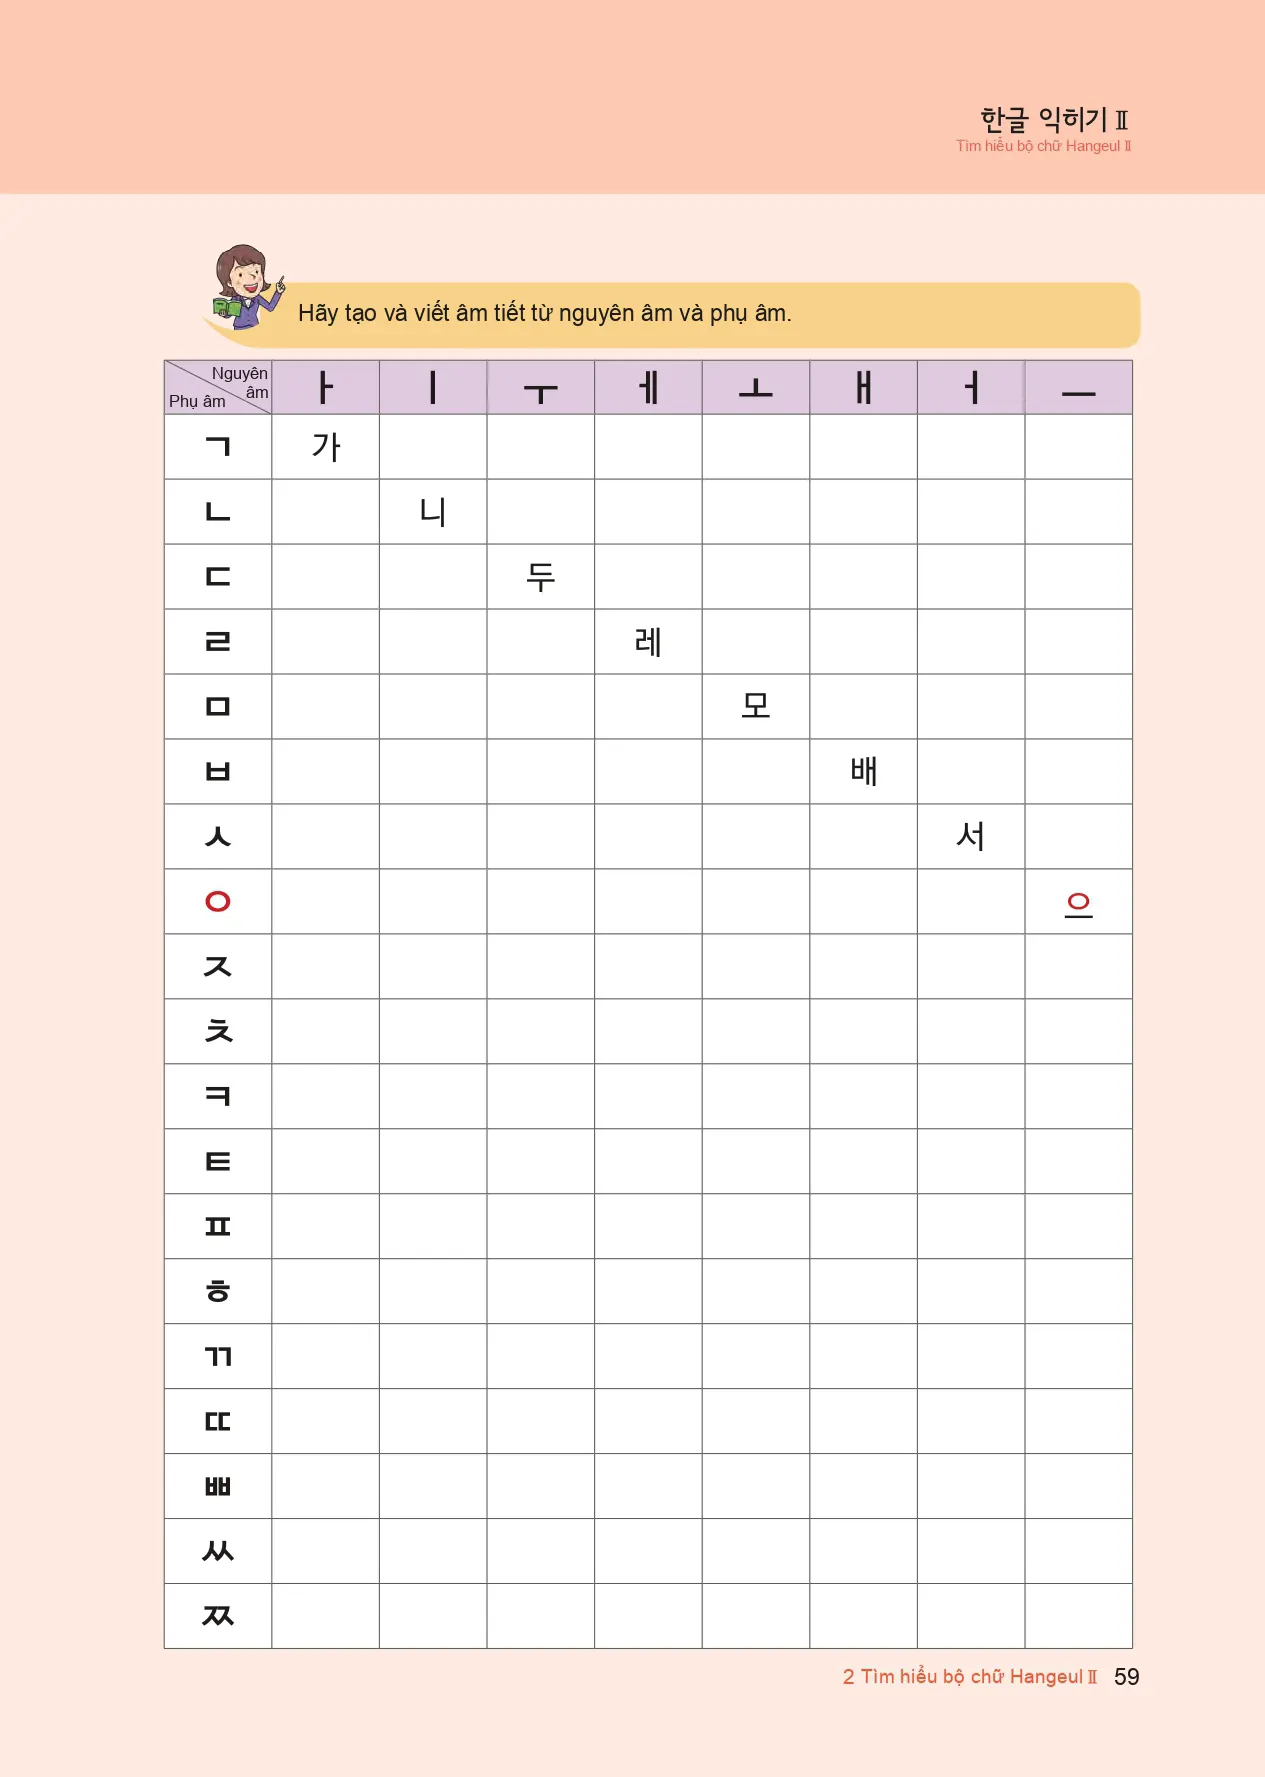 한글 익히기 Ⅱ
Tìm hiểu bộ chữ Hangeul Ⅱ
Hãy tạo và viết âm tiết từ nguyên âm và phụ âm.
Nguyên âm
Phụ âm
ㅏ ㅣ ㅜ ㅔ ㅗ ㅐ ㅓ ㅡ
ㄱ 가
ㄴ 니
ㄷ 두
ㄹ 레
ㅁ 모
ㅂ 배
ㅅ 서
ㅇ 으
ㅈ
ㅊ
ㅋ
ㅌ
ㅍ
ㅎ
ㄲ
ㄸ
ㅃ
ㅆ
ㅉ
2 Tìm hiểu bộ chữ Hangeul Ⅱ 59